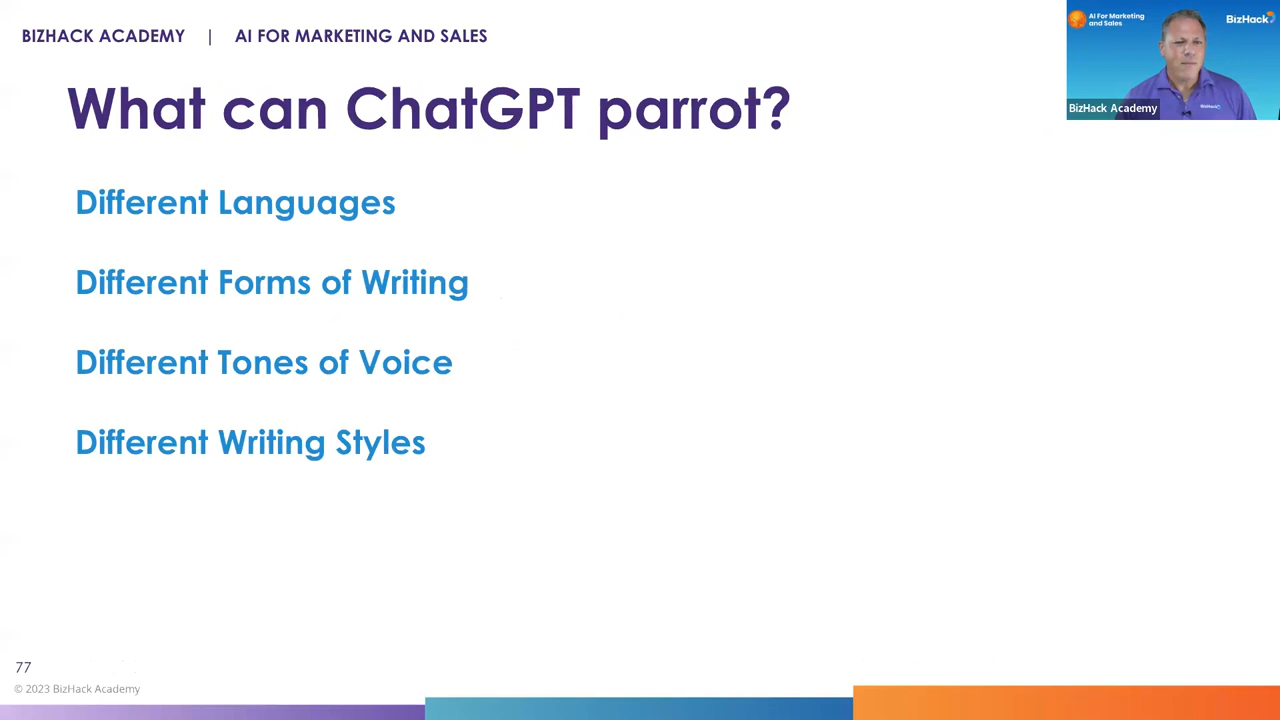 BIZHACK ACADEMY | AI FOR MARKETING AND SALES
AI For Marketing
and Sales
BizHack
What can ChatGPT parrot?
BizHack Academy
Different Languages
Different Forms of Writing
Different Tones of Voice
Different Writing Styles
77
© 2023 BizHack Academy